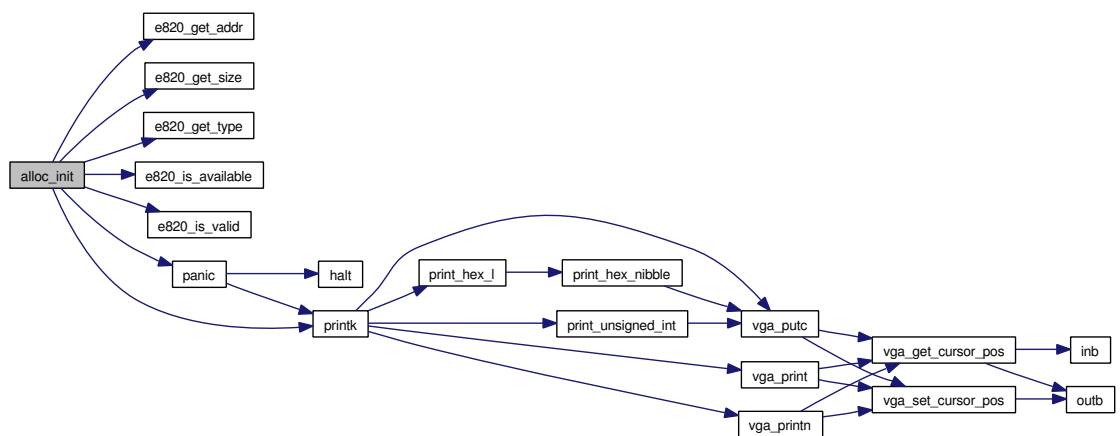 e820_get_addr
e820_get_size
e820_get_type
alloc_init
e820_is_available
e820_is_valid
panic
halt
print_hex_l
print_hex_nibble
printk
print_unsigned_int
vga_putc
vga_get_cursor_pos
inb
vga_print
vga_set_cursor_pos
outb
vga_printn